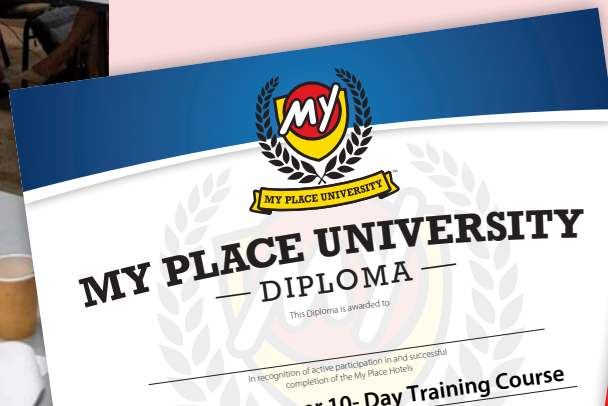 MY
MY PLACE UNIVERSITY™
MY PLACE UNIVERSITY
— DIPLOMA —
This Diploma is awarded to
In recognition of active participation in and successful
completion of the My Place Hotels
10- Day Training Course